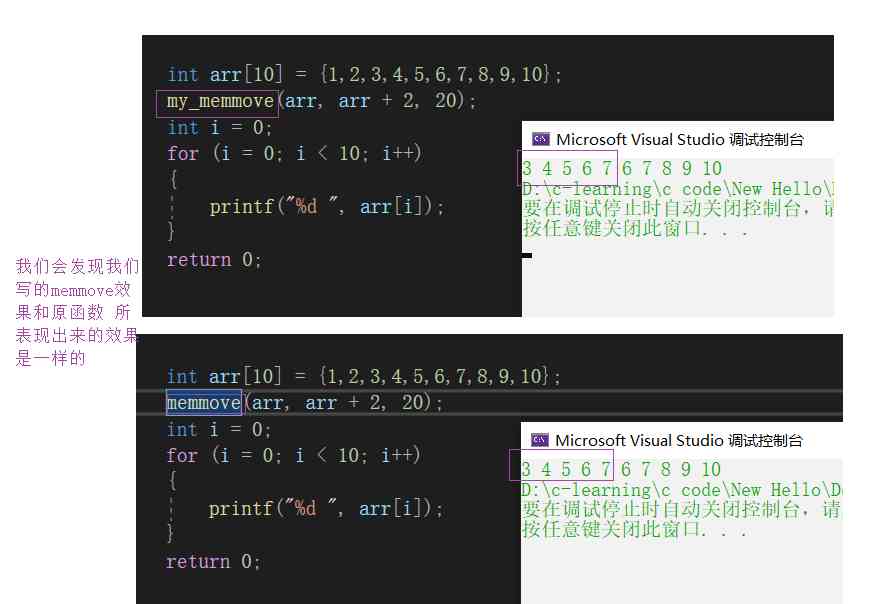 int arr[10] = {1,2,3,4,5,6,7,8,9,10};
my_memmove(arr, arr + 2, 20);
int i = 0;
for (i = 0; i < 10; i++)
{
printf("%d ", arr[i]);
}
return 0;
Microsoft Visual Studio 调试控制台
3 4 5 6 7 6 7 8 9 10
D:\c-learning\c code\New Hello\
要在调试停止时自动关闭控制台，请
按任意键关闭此窗口. . .
我们会发现我们
写的memmove效
果和原函数 所
表现出来的效果
是一样的
int arr[10] = {1,2,3,4,5,6,7,8,9,10};
memmove(arr, arr + 2, 20);
int i = 0;
for (i = 0; i < 10; i++)
{
printf("%d ", arr[i]);
}
return 0;
Microsoft Visual Studio 调试控制台
3 4 5 6 7 6 7 8 9 10
D:\c-learning\c code\New Hello\D
要在调试停止时自动关闭控制台，请
按任意键关闭此窗口. . .